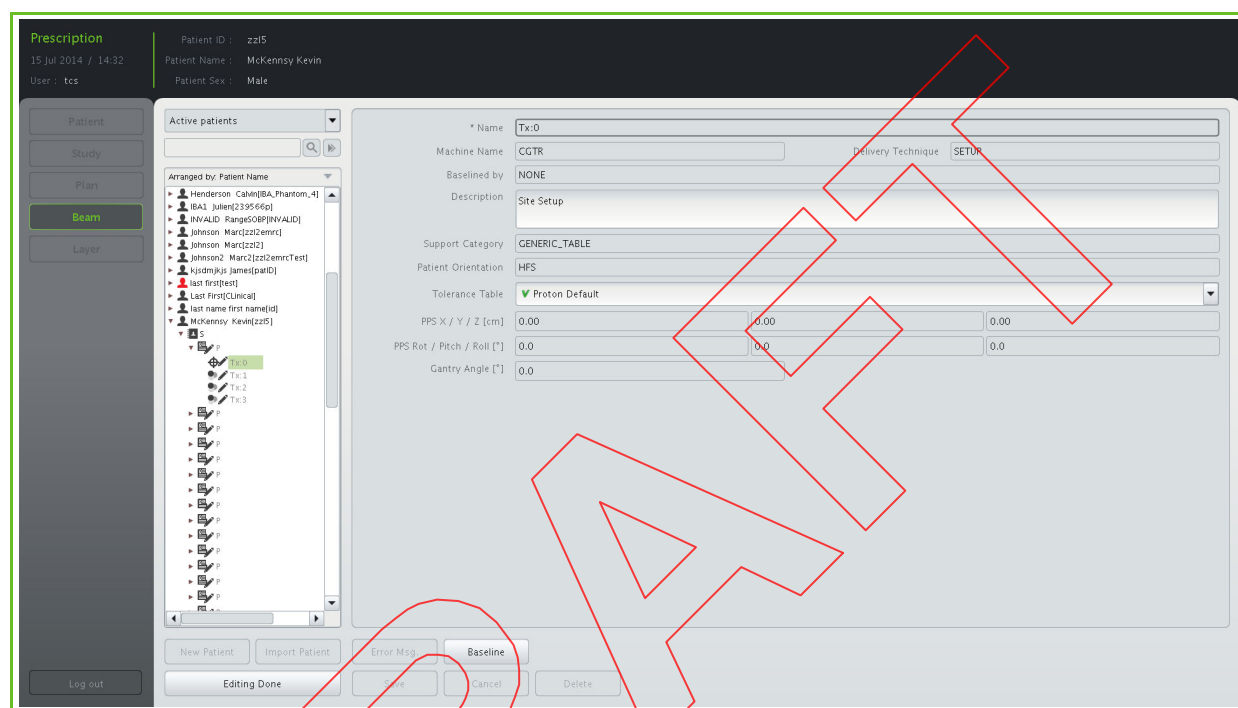 Prescription
15 Jul 2014 / 14:32
User : tcs
Patient ID : zzl5
Patient Name : McKennsy Kevin
Patient Sex : Male
Patient
Study
Plan
Beam
Layer
Log out
Active patients
Arranged by: Patient Name
Henderson Calvin[IBA_Phantom_4]
IBA1 Julien[239566p]
INVALID RangeSOBP[INVALID]
Johnson Marc[zzl2emrc]
Johnson Marc[zzl2]
Johnson2 Marc2[zzl2emrcTest]
kjsdmjkjs James[patID]
last first[test]
Last First[CLinical]
last name first name[id]
McKennsy Kevin[zzl5]
S
P
Tx:0
Tx:1
Tx:2
Tx:3
P
P
P
P
P
P
P
P
P
P
P
P
P
* Name Tx:0
Machine Name CGTR Delivery Technique SETUP
Baselined by NONE
Description Site Setup
Support Category GENERIC_TABLE
Patient Orientation HFS
Tolerance Table Proton Default
PPS X / Y / Z [cm] 0.00 0.00 0.00
PPS Rot / Pitch / Roll [°] 0.0 0.0 0.0
Gantry Angle [°] 0.0
New Patient Import Patient Error Msg. Baseline
Editing Done Save Cancel Delete
DRAFT